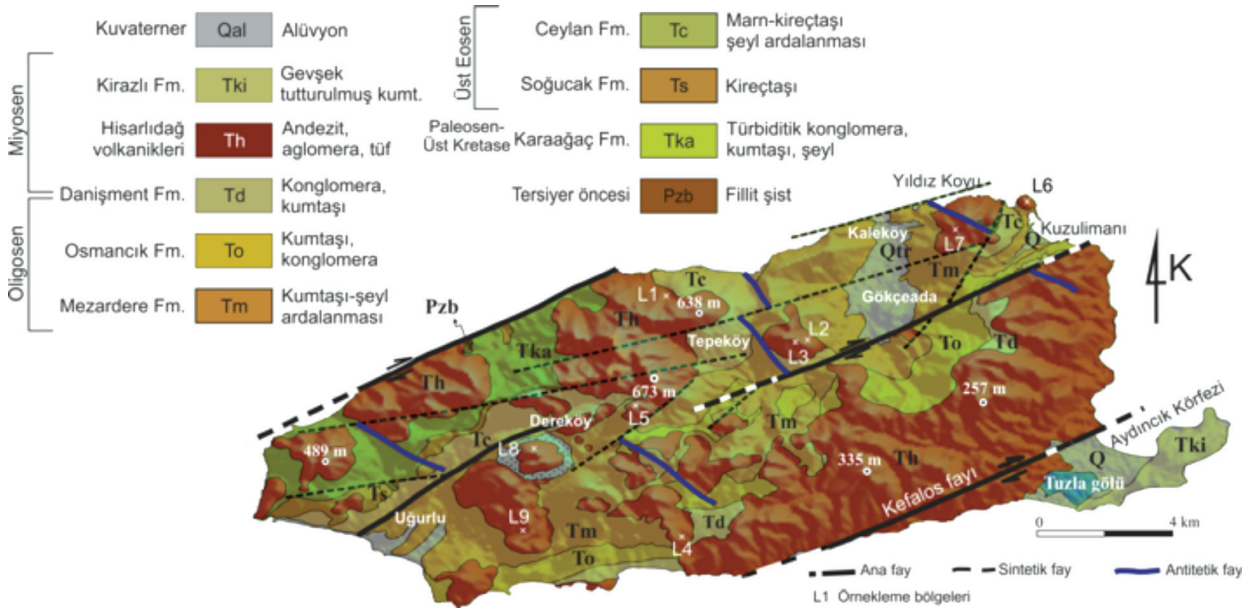 Kuvaterner Qal Alüvyon
Miyosen
Kirazlı Fm. Tki Gevşek
tutturulmuş kumt.
Hisarlıdağ
volkanikleri Th Andezit,
aglomera, tüf
Danişment Fm. Td Konglomera,
kumtaşı
Oligosen
Osmancık Fm. To Kumtaşı,
konglomera
Mezardere Fm. Tm Kumtaşı-şeyl
ardalanması
Üst Eosen
Ceylan Fm. Tc Marn-kireçtaşı
şeyl ardalanması
Soğucak Fm. Ts Kireçtaşı
Paleosen-
Üst Kretase
Karaağaç Fm. Tka Türbiditik konglomera,
kumtaşı, şeyl
Tersiyer öncesi Pzb Fillit şist
Yıldız Koyu
L6
Kaleköy
L7
Tc
Q
Kuzulimanı
Qtr
Tm
K
Tc
L1
638 m
Gökçeada
Pzb
Th
Tepeköy
L2
L3
To
Td
Tka
Th
673 m
257 m
L5
Dereköy
Tm
Aydıncık Körfezi
Tc
L8
489 m
335 m
Th
Q
Tki
Kefalos fayı
Tuzla gölü
Ts
Uğurlu
L9
Tm
Td
L4
To
0 4 km
Ana fay
Sintetik fay
Antitetik fay
L1 Örnekleme bölgeleri